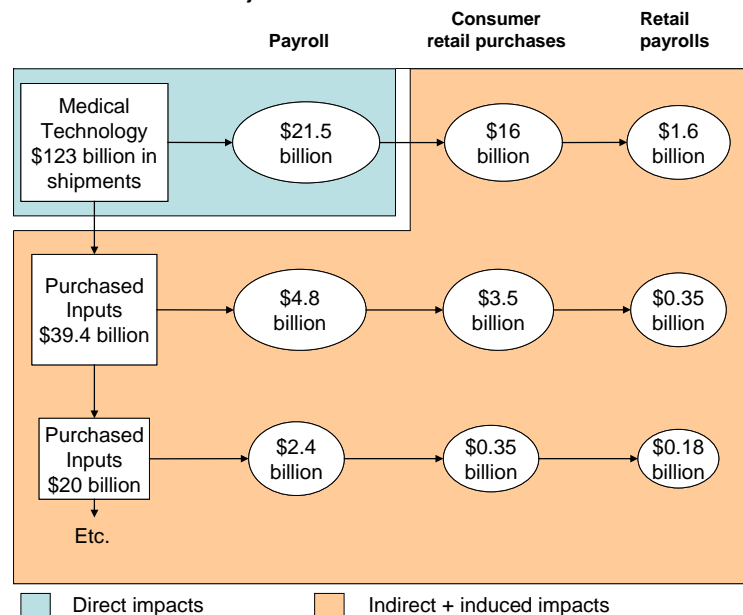 Payroll
Consumer
retail purchases
Retail
payrolls
Medical
Technology
$123 billion in
shipments
$21.5
billion
$16
billion
$1.6
billion
Purchased
Inputs
$39.4 billion
$4.8
billion
$3.5
billion
$0.35
billion
Purchased
Inputs
$20 billion
$2.4
billion
$0.35
billion
$0.18
billion
Etc.
Direct impacts
Indirect + induced impacts